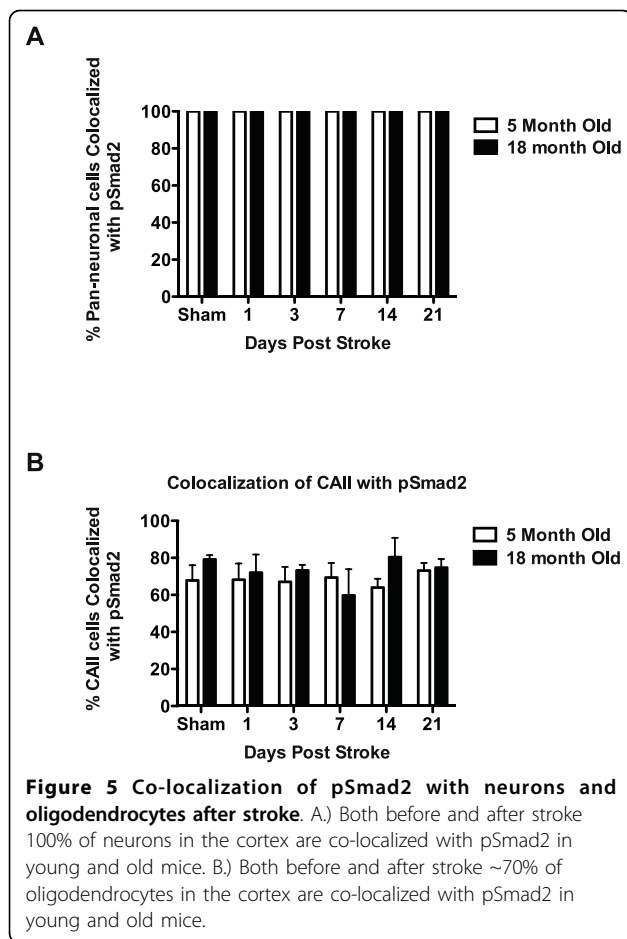 A
% Pan-neuronal cells Colocalized
with pSmad2
100
80
60
40
20
0
Sham 1 3 7 14 21
Days Post Stroke
5 Month Old
18 month Old
B
Colocalization of CAII with pSmad2
% CAII cells Colocalized
with pSmad2
100
80
60
40
20
0
Sham 1 3 7 14 21
Days Post Stroke
5 Month Old
18 month Old
Figure 5 Co-localization of pSmad2 with neurons and
oligodendrocytes after stroke. A.) Both before and after stroke
100% of neurons in the cortex are co-localized with pSmad2 in
young and old mice. B.) Both before and after stroke ~70% of
oligodendrocytes in the cortex are co-localized with pSmad2 in
young and old mice.